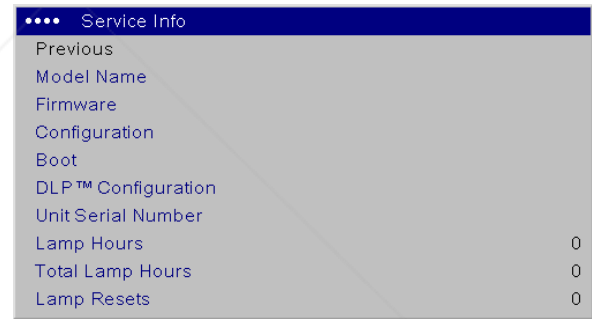 •••• Service Info
Previous
Model Name
Firmware
Configuration
Boot
DLP™ Configuration
Unit Serial Number
Lamp Hours 0
Total Lamp Hours 0
Lamp Resets 0